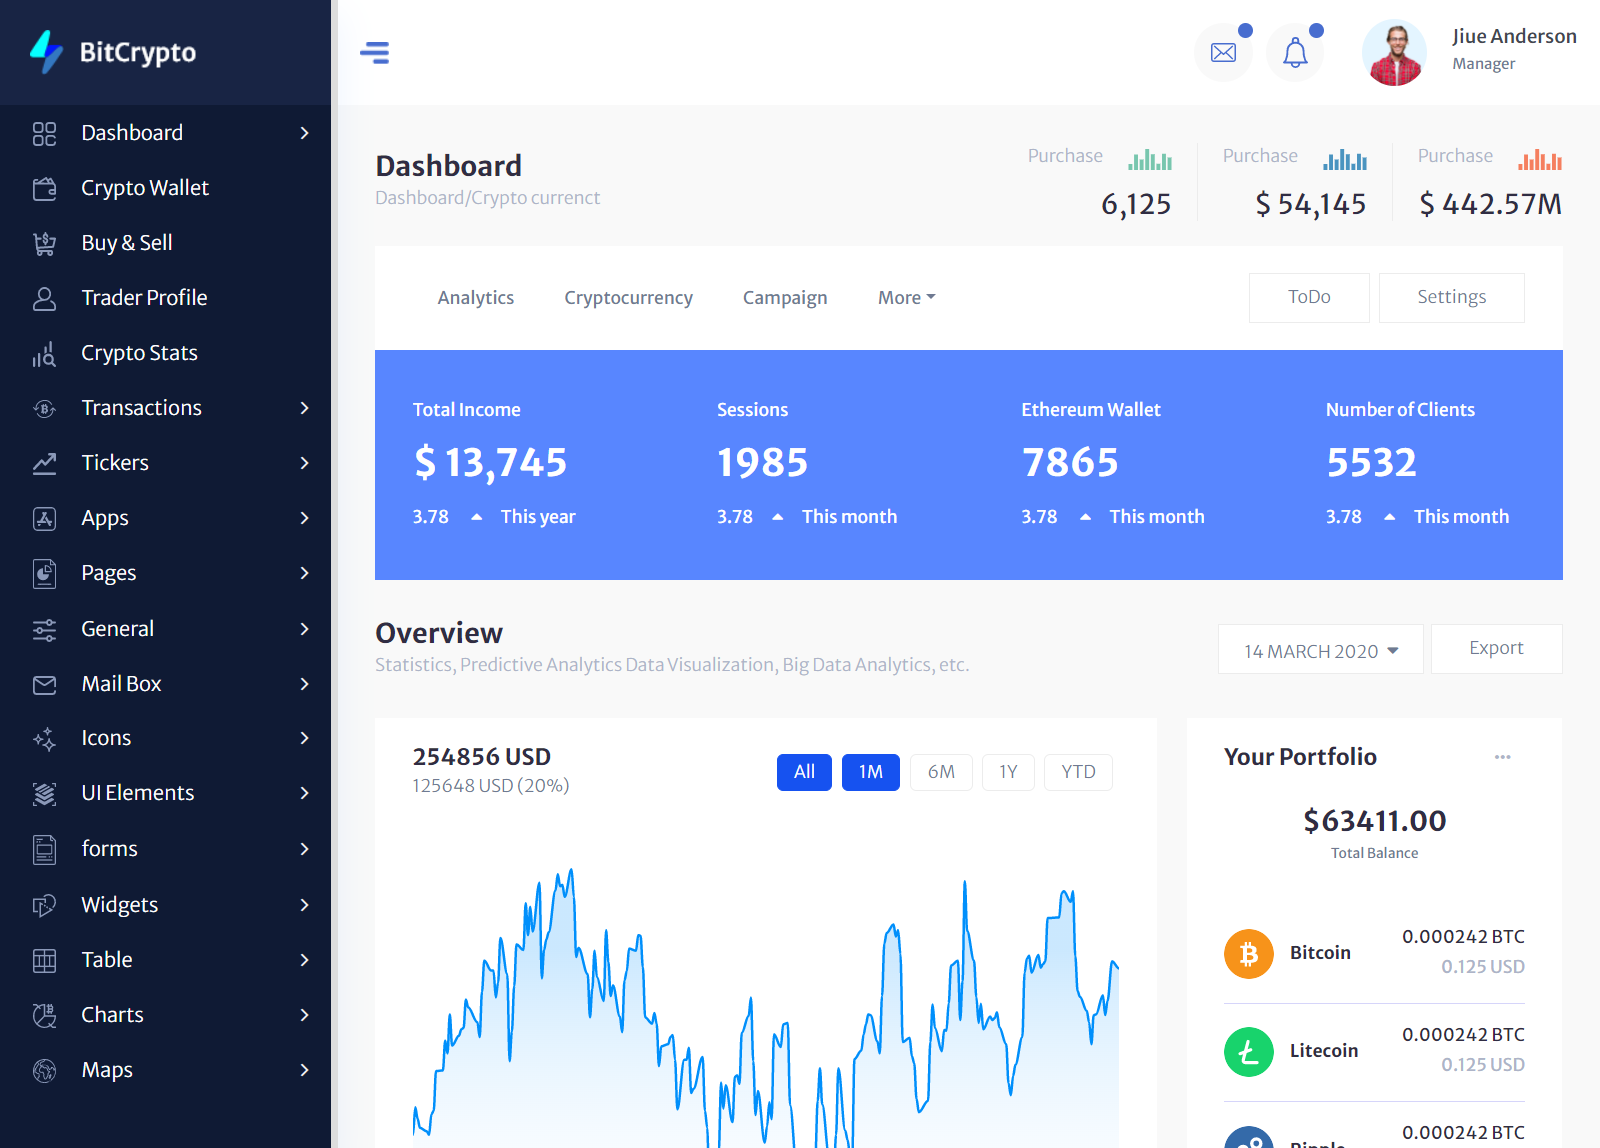 BitCrypto
Jiue Anderson
Manager
Dashboard
Crypto Wallet
Buy & Sell
Trader Profile
Crypto Stats
Transactions
Tickers
Apps
Pages
General
Mail Box
Icons
UI Elements
forms
Widgets
Table
Charts
Maps
Dashboard
Dashboard/Crypto currenct
Purchase
6,125
Purchase
$ 54,145
Purchase
$ 442.57M
Analytics Cryptocurrency Campaign More
ToDo Settings
Total Income
$ 13,745
3.78 This year
Sessions
1985
3.78 This month
Ethereum Wallet
7865
3.78 This month
Number of Clients
5532
3.78 This month
Overview
Statistics, Predictive Analytics Data Visualization, Big Data Analytics, etc.
14 MARCH 2020 Export
254856 USD
125648 USD (20%)
All 1M 6M 1Y YTD
Your Portfolio
$63411.00
Total Balance
Bitcoin
0.000242 BTC
0.125 USD
Litecoin
0.000242 BTC
0.125 USD
Ripple
0.000242 BTC